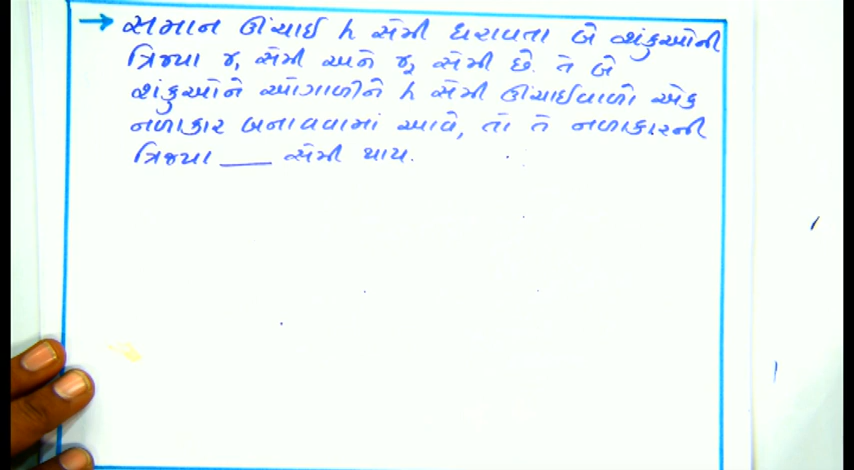 → સમાન ઊંચાઈ h સેમી ધરાવતા બે શંકુઓની
ત્રિજ્યા r₁ સેમી અને r₂ સેમી છે. તે બે
શંકુઓને ઓગાળીને h સેમી ઊંચાઈવાળો એક
નળાકાર બનાવવામાં આવે, તો તે નળાકારની
ત્રિજ્યા ____ સેમી થાય.